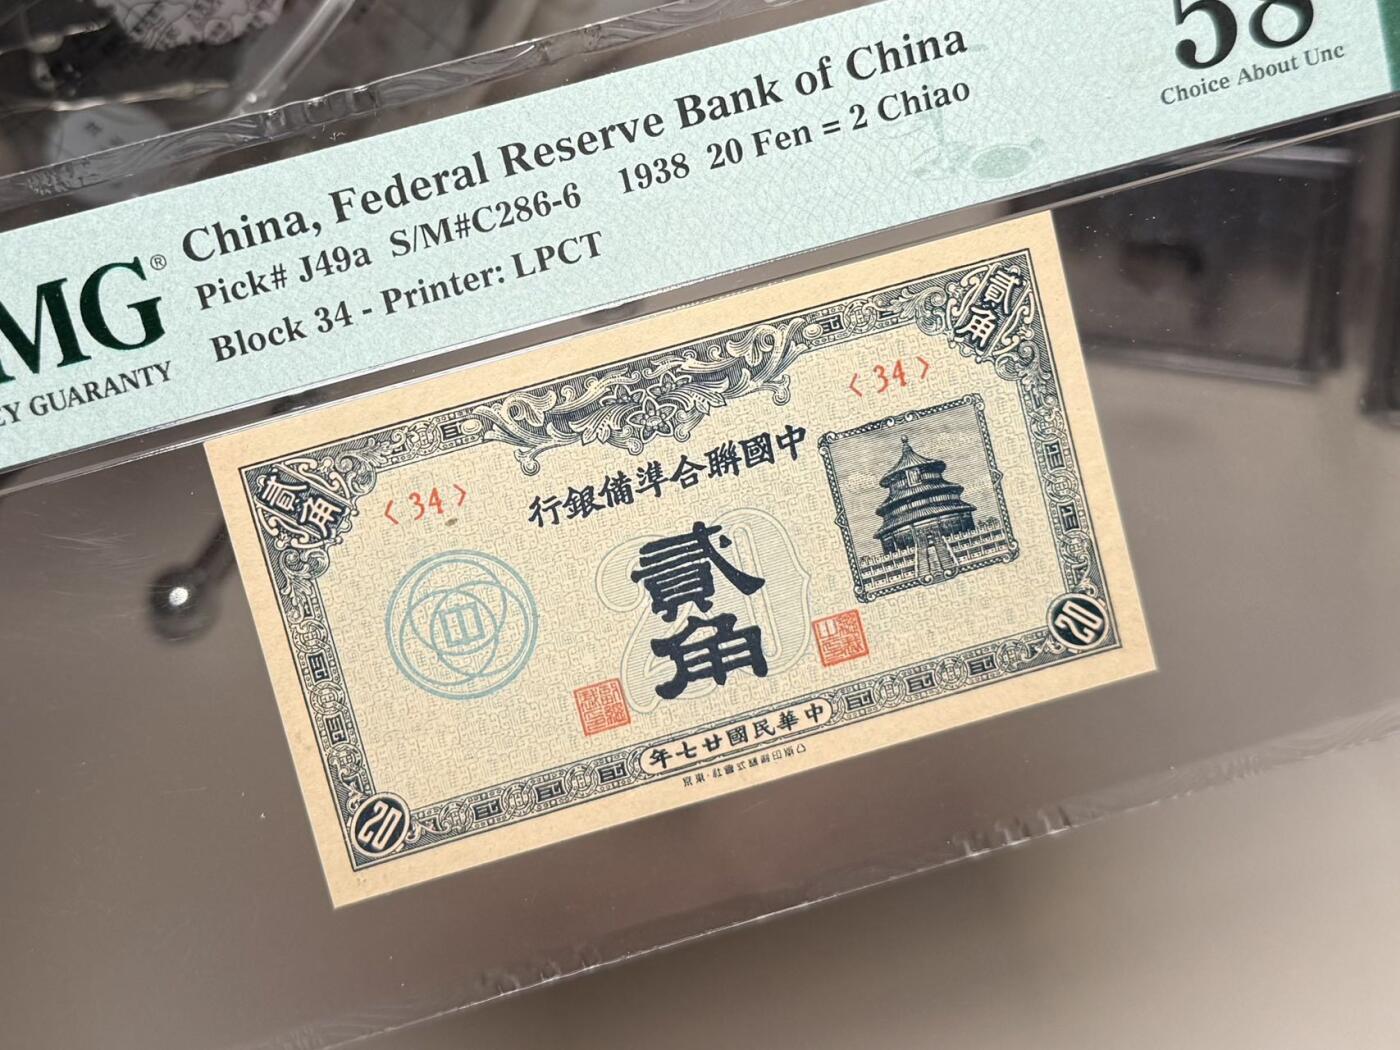 China, Federal Reserve Bank of China
Pick# J49a S/M#C286-6 1938 20 Fen = 2 Chiao
Block 34 - Printer: LPCT
MG®
EY GUARANTY
58
Choice About Unc
貳角
貳角
〈34〉
〈34〉
中國聯合準備銀行
貳角
20
中華民國廿七年
20
20